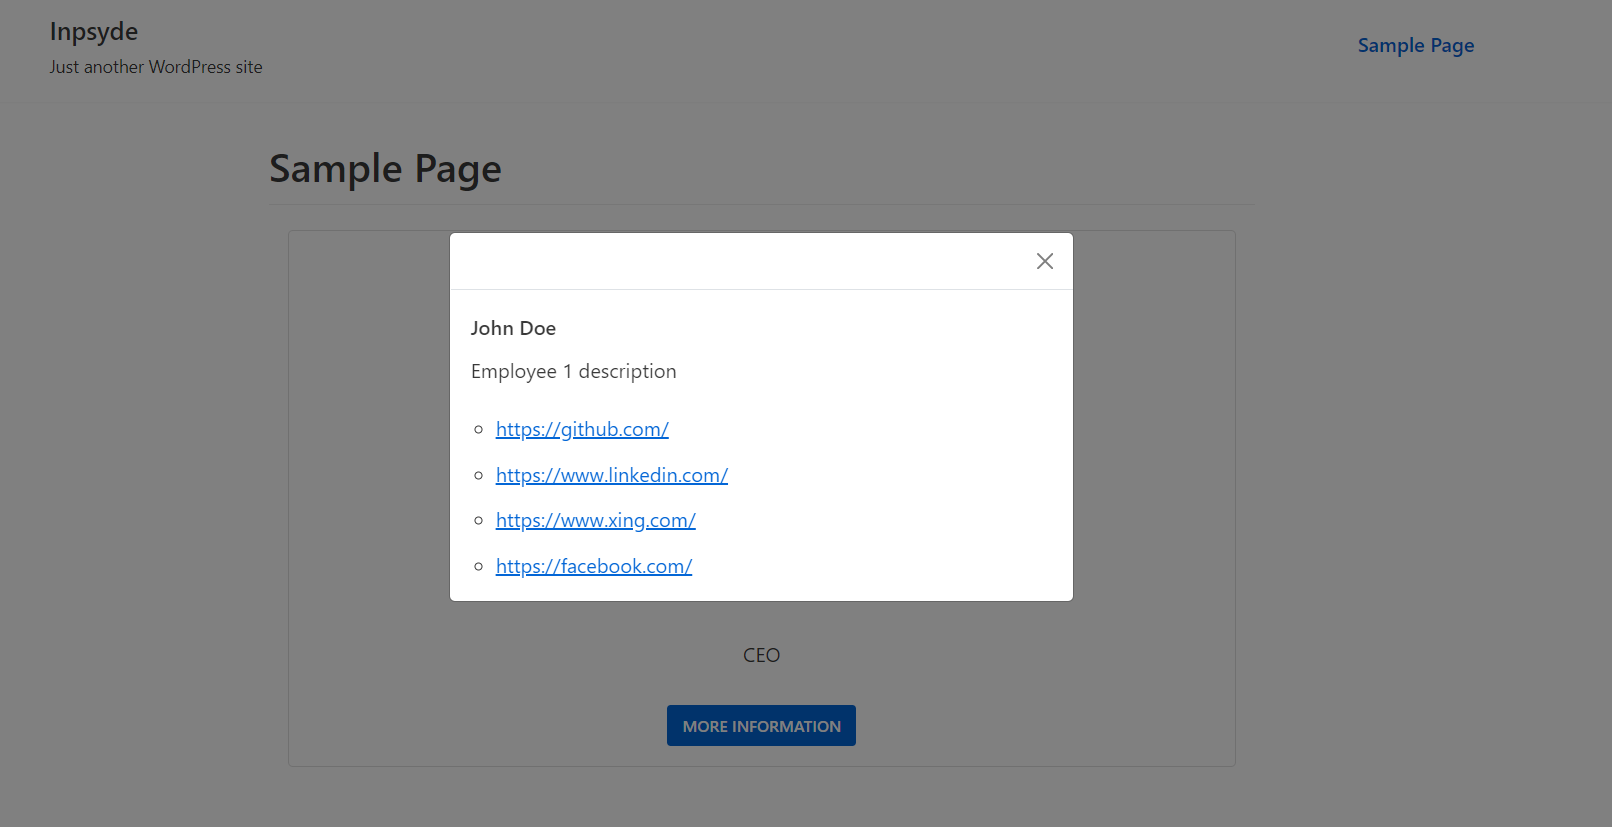 Inpsyde
Just another WordPress site
Sample Page
Sample Page
John Doe
Employee 1 description
https://github.com/
https://www.linkedin.com/
https://www.xing.com/
https://facebook.com/
CEO
MORE INFORMATION